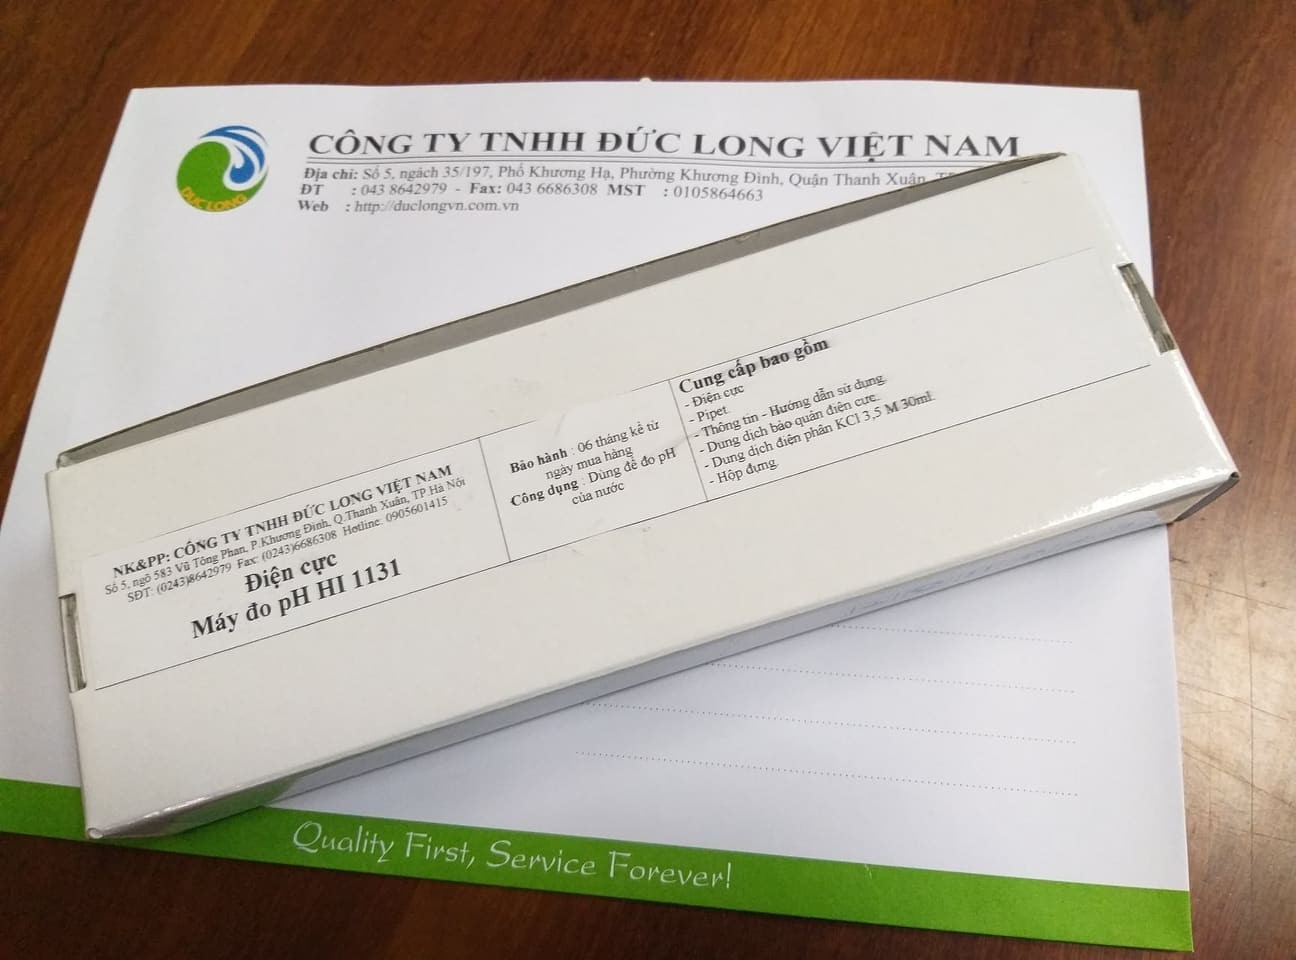 DUC LONG
CÔNG TY TNHH ĐỨC LONG VIỆT NAM
Địa chỉ: Số 5, ngách 35/197, Phố Khương Hạ, Phường Khương Đình, Quận Thanh Xuân,
ĐT : 043 8642979 - Fax: 043 6686308 MST : 0105864663
Web : http://duclongvn.com.vn
NK&PP: CÔNG TY TNHH ĐỨC LONG VIỆT NAM
Số 5, ngõ 583 Vũ Tông Phan, P.Khương Đình, Q.Thanh Xuân, TP.Hà Nội
SĐT: (0243)8642979 Fax: (0243)6686308 Hotline: 0905601415
Điện cực
Máy đo pH HI 1131
Bảo hành : 06 tháng kể từ
ngày mua hàng
Công dụng : Dùng để đo pH
của nước
Cung cấp bao gồm
- Điện cực
- Pipet.
- Thông tin - Hướng dẫn sử dụng.
- Dung dịch bảo quản điện cực.
- Dung dịch điện phân KCl 3,5 M 30ml.
- Hộp đựng.
Quality First, Service Forever!